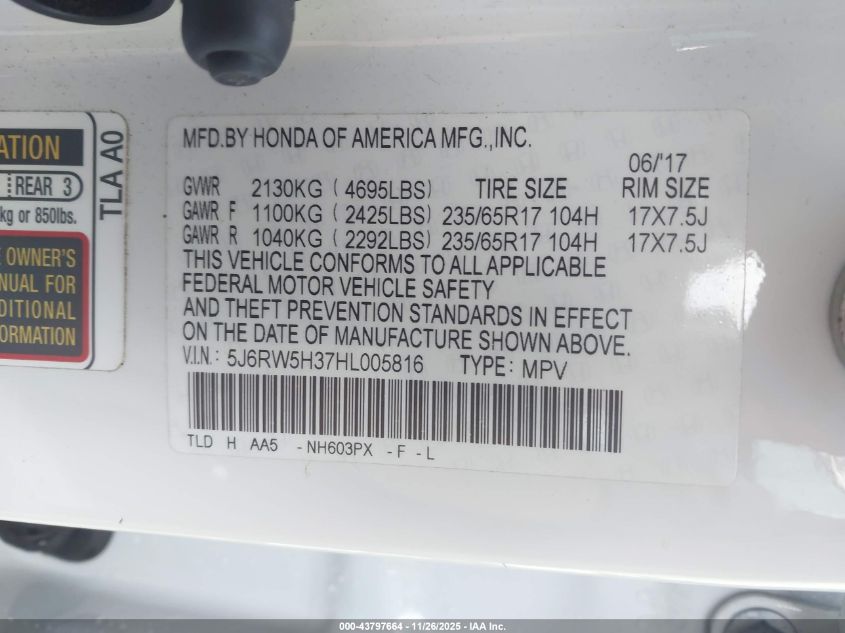 ATION
REAR 3
kg or 850lbs.
OWNER'S
NUAL FOR
DITIONAL
FORMATION
TLA A0
MFD.BY HONDA OF AMERICA MFG.,INC.
06/'17
GVWR 2130KG (4695LBS) TIRE SIZE RIM SIZE
GAWR F 1100KG (2425LBS) 235/65R17 104H 17X7.5J
GAWR R 1040KG (2292LBS) 235/65R17 104H 17X7.5J
THIS VEHICLE CONFORMS TO ALL APPLICABLE
FEDERAL MOTOR VEHICLE SAFETY
AND THEFT PREVENTION STANDARDS IN EFFECT
ON THE DATE OF MANUFACTURE SHOWN ABOVE.
V.I.N.: 5J6RW5H37HL005816 TYPE: MPV
TLD H AA5 -NH603PX -F -L
000-43797664 - 11/26/2025 - IAA Inc.